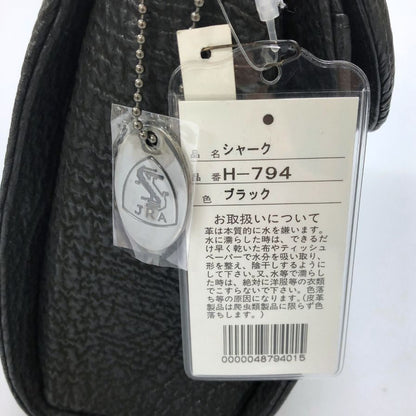 品名 シャーク
品番 H-794
色 ブラック
お取扱いについて
革は本質的に水を嫌います。
水に濡らした時は、できるだ
け早く乾いた布やティッシュ
ペーパーで水分を吸い取り、
形を整え、陰干しするように
して下さい。又、水等で濡らし
た時は、絶対に洋服等の衣類
でこすらないで下さい。色落
ち等の原因になります。(皮革
製品は爬虫類製品に限らず色
落ちします。)
0000048794015
JRA